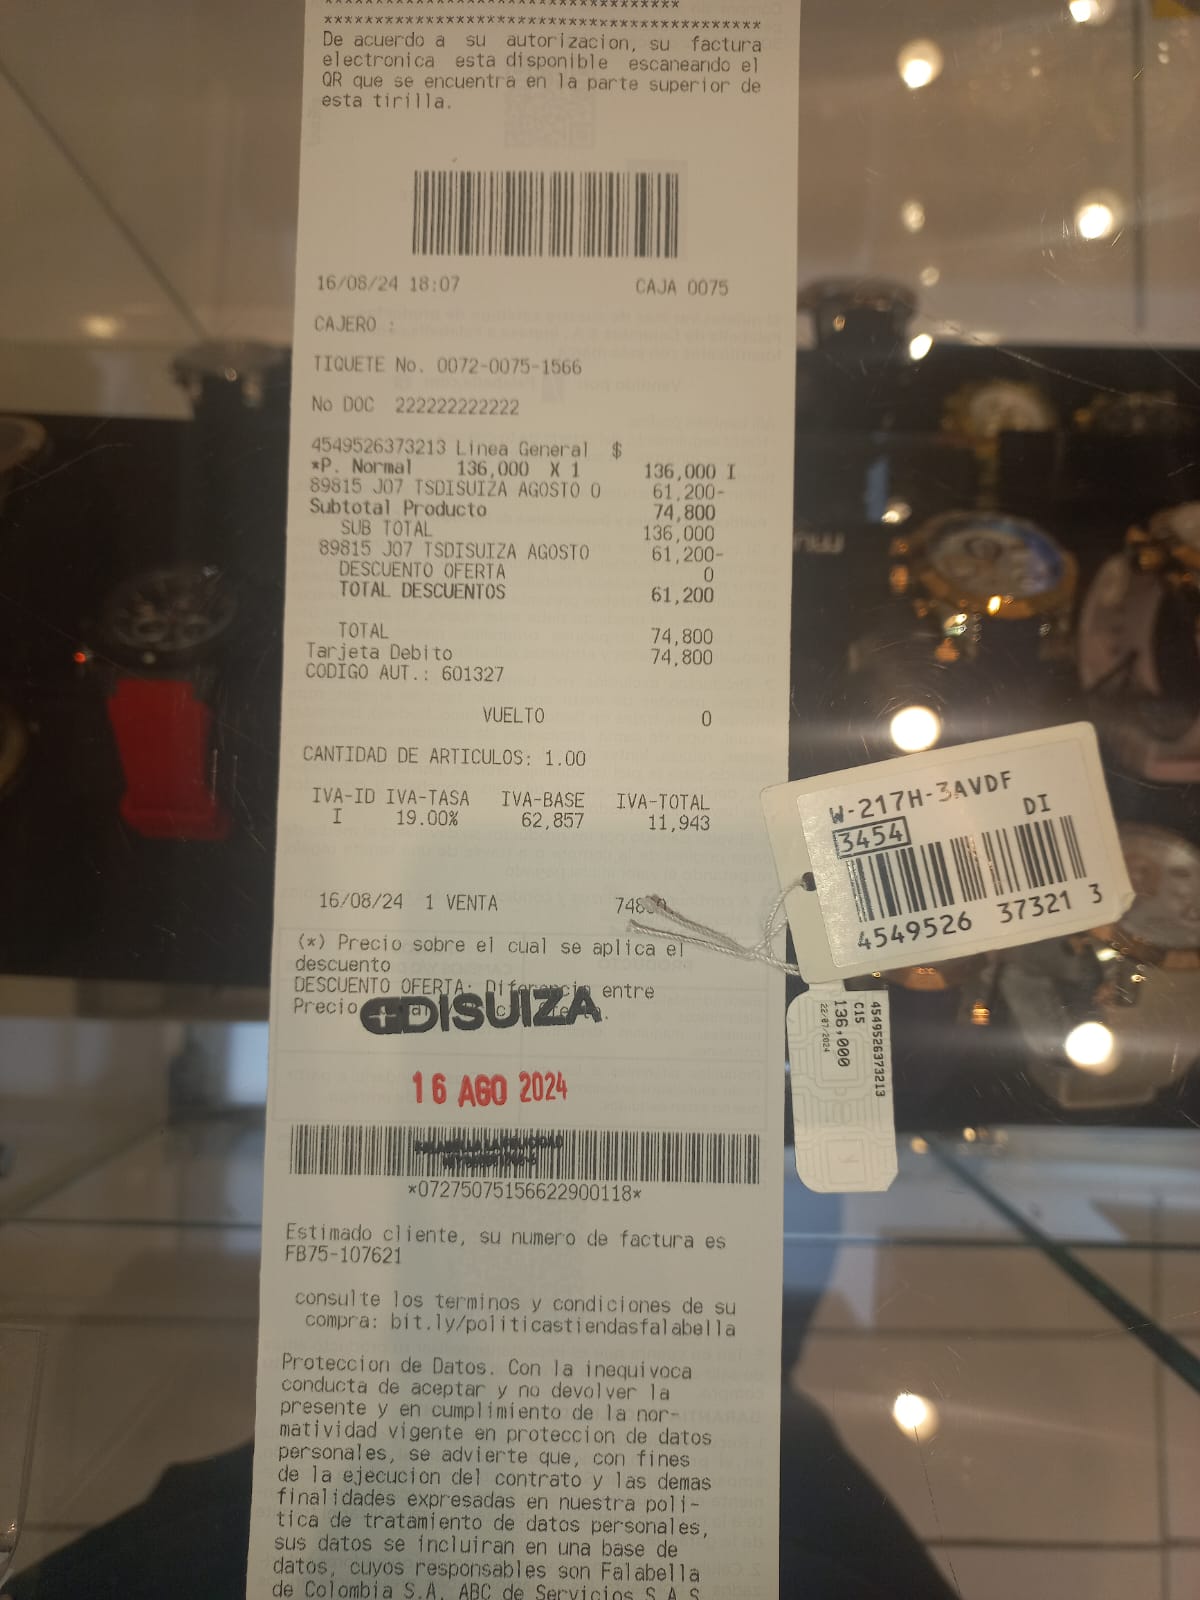 ****************************************
De acuerdo a su autorizacion, su factura
electronica esta disponible escaneando el
QR que se encuentra en la parte superior de
esta tirilla.
16/08/24 18:07 CAJA 0075
CAJERO :
TIQUETE No. 0072-0075-1566
No DOC 222222222222
4549526373213 Linea General $
*P. Normal 136,000 X 1 136,000 I
89815 J07 TSDISUIZA AGOSTO 0 61,200-
Subtotal Producto 74,800
SUB TOTAL 136,000
89815 J07 TSDISUIZA AGOSTO 61,200-
DESCUENTO OFERTA 0
TOTAL DESCUENTOS 61,200
TOTAL 74,800
Tarjeta Debito 74,800
CODIGO AUT.: 601327
VUELTO 0
CANTIDAD DE ARTICULOS: 1.00
IVA-ID IVA-TASA IVA-BASE IVA-TOTAL
I 19.00% 62,857 11,943
16/08/24 1 VENTA
(*) Precio sobre el cual se aplica el
descuento
DESCUENTO OFERTA: Diferencia entre
Precio
DISUIZA
16 AGO 2024
*07275075156622900118*
Estimado cliente, su numero de factura es
FB75-107621
consulte los terminos y condiciones de su
compra: bit.ly/politicastiendasfalabella
Proteccion de Datos. Con la inequivoca
conducta de aceptar y no devolver la
presente y en cumplimiento de la nor-
matividad vigente en proteccion de datos
personales, se advierte que, con fines
de la ejecucion del contrato y las demas
finalidades expresadas en nuestra poli-
tica de tratamiento de datos personales,
sus datos se incluiran en una base de
datos, cuyos responsables son Falabella
de Colombia S.A. ABC de Servicios S.A.S
W-217H-3AVDF
DI
3454
4549526 37321 3
4549526373213
C15
136,000
22/07/2024